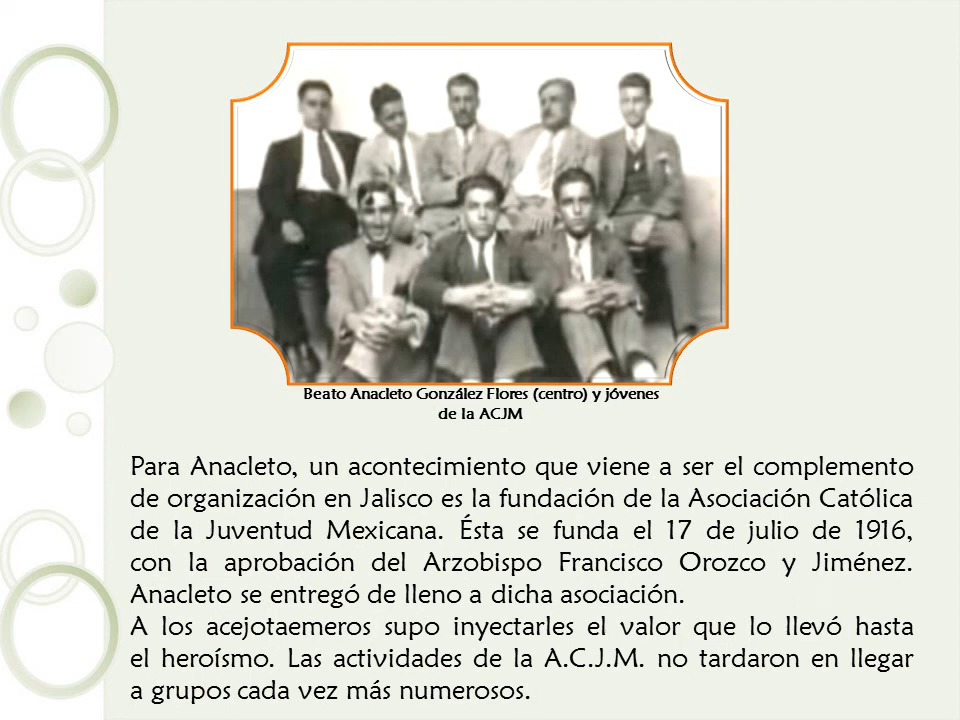 Beato Anacleto González Flores (centro) y jóvenes
de la ACJM
Para Anacleto, un acontecimiento que viene a ser el complemento
de organización en Jalisco es la fundación de la Asociación Católica
de la Juventud Mexicana. Ésta se funda el 17 de julio de 1916,
con la aprobación del Arzobispo Francisco Orozco y Jiménez.
Anacleto se entregó de lleno a dicha asociación.
A los acejotaemeros supo inyectarles el valor que lo llevó hasta
el heroísmo. Las actividades de la A.C.J.M. no tardaron en llegar
a grupos cada vez más numerosos.